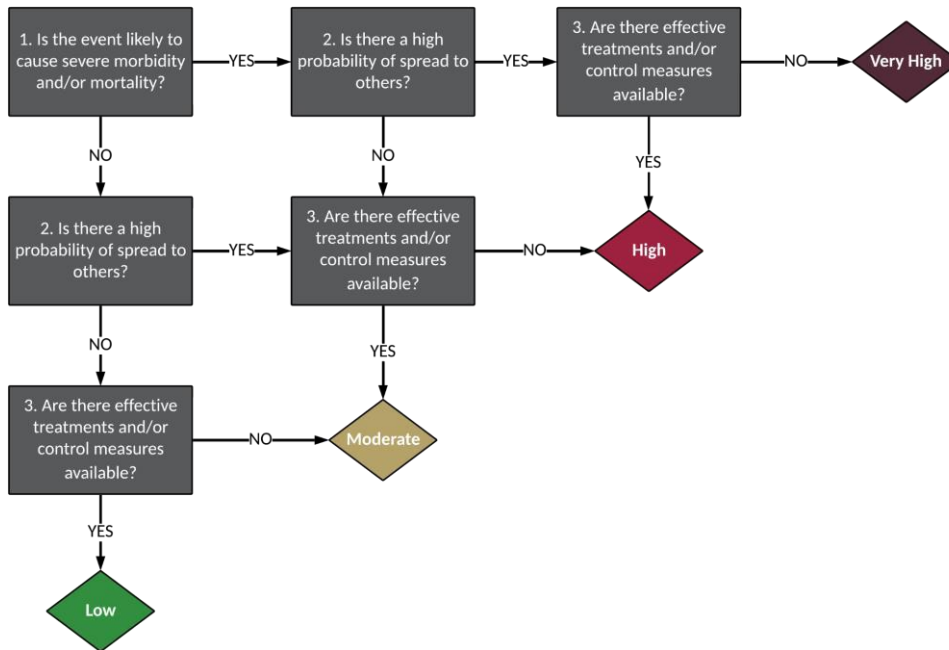 1. Is the event likely to
cause severe morbidity
and/or mortality?
YES
2. Is there a high
probability of spread to
others?
YES
3. Are there effective
treatments and/or
control measures
available?
NO
Very High
NO
NO
YES
2. Is there a high
probability of spread to
others?
YES
3. Are there effective
treatments and/or
control measures
available?
NO
High
NO
YES
3. Are there effective
treatments and/or
control measures
available?
NO
Moderate
YES
Low